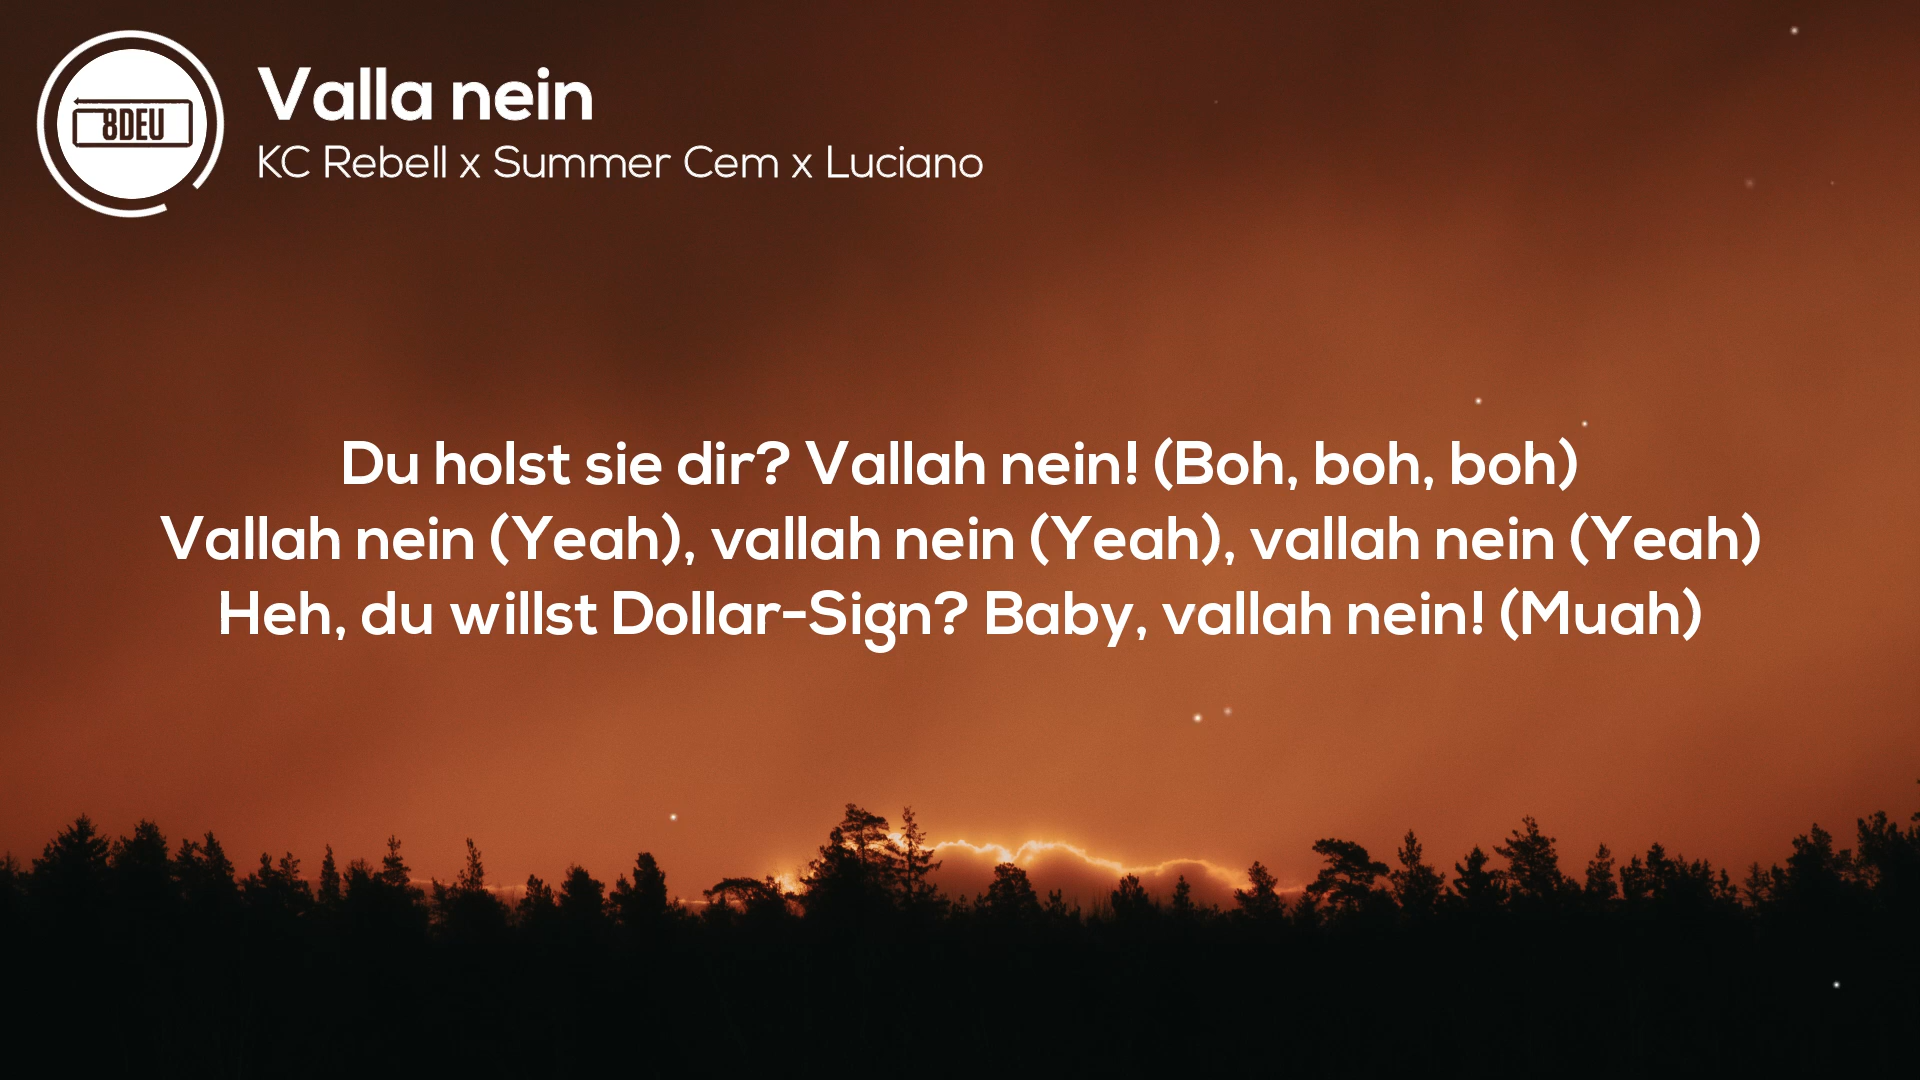 8DEU
Valla nein
KC Rebell x Summer Cem x Luciano
Du holst sie dir? Vallah nein! (Boh, boh, boh)
Vallah nein (Yeah), vallah nein (Yeah), vallah nein (Yeah)
Heh, du willst Dollar-Sign? Baby, vallah nein! (Muah)